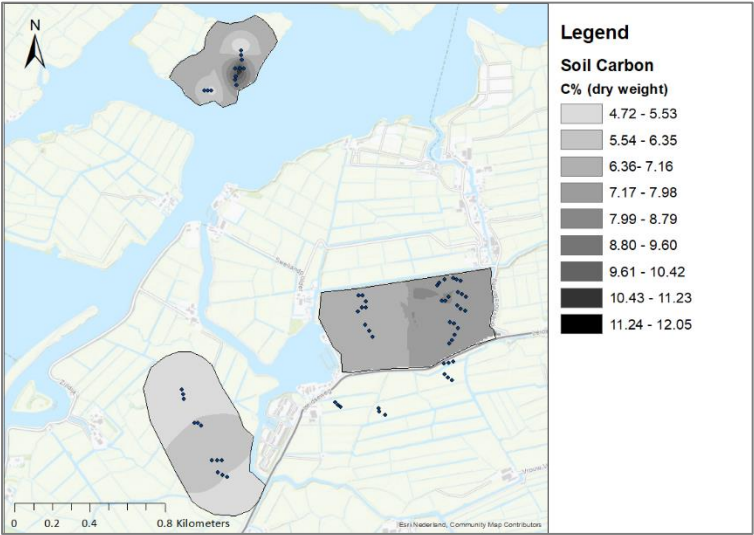 N
Legend
Soil Carbon
C% (dry weight)
4.72 - 5.53
5.54 - 6.35
6.36- 7.16
7.17 - 7.98
7.99 - 8.79
8.80 - 9.60
9.61 - 10.42
10.43 - 11.23
11.24 - 12.05
0 0.2 0.4 0.8 Kilometers
Esri Nederland, Community Map Contributors